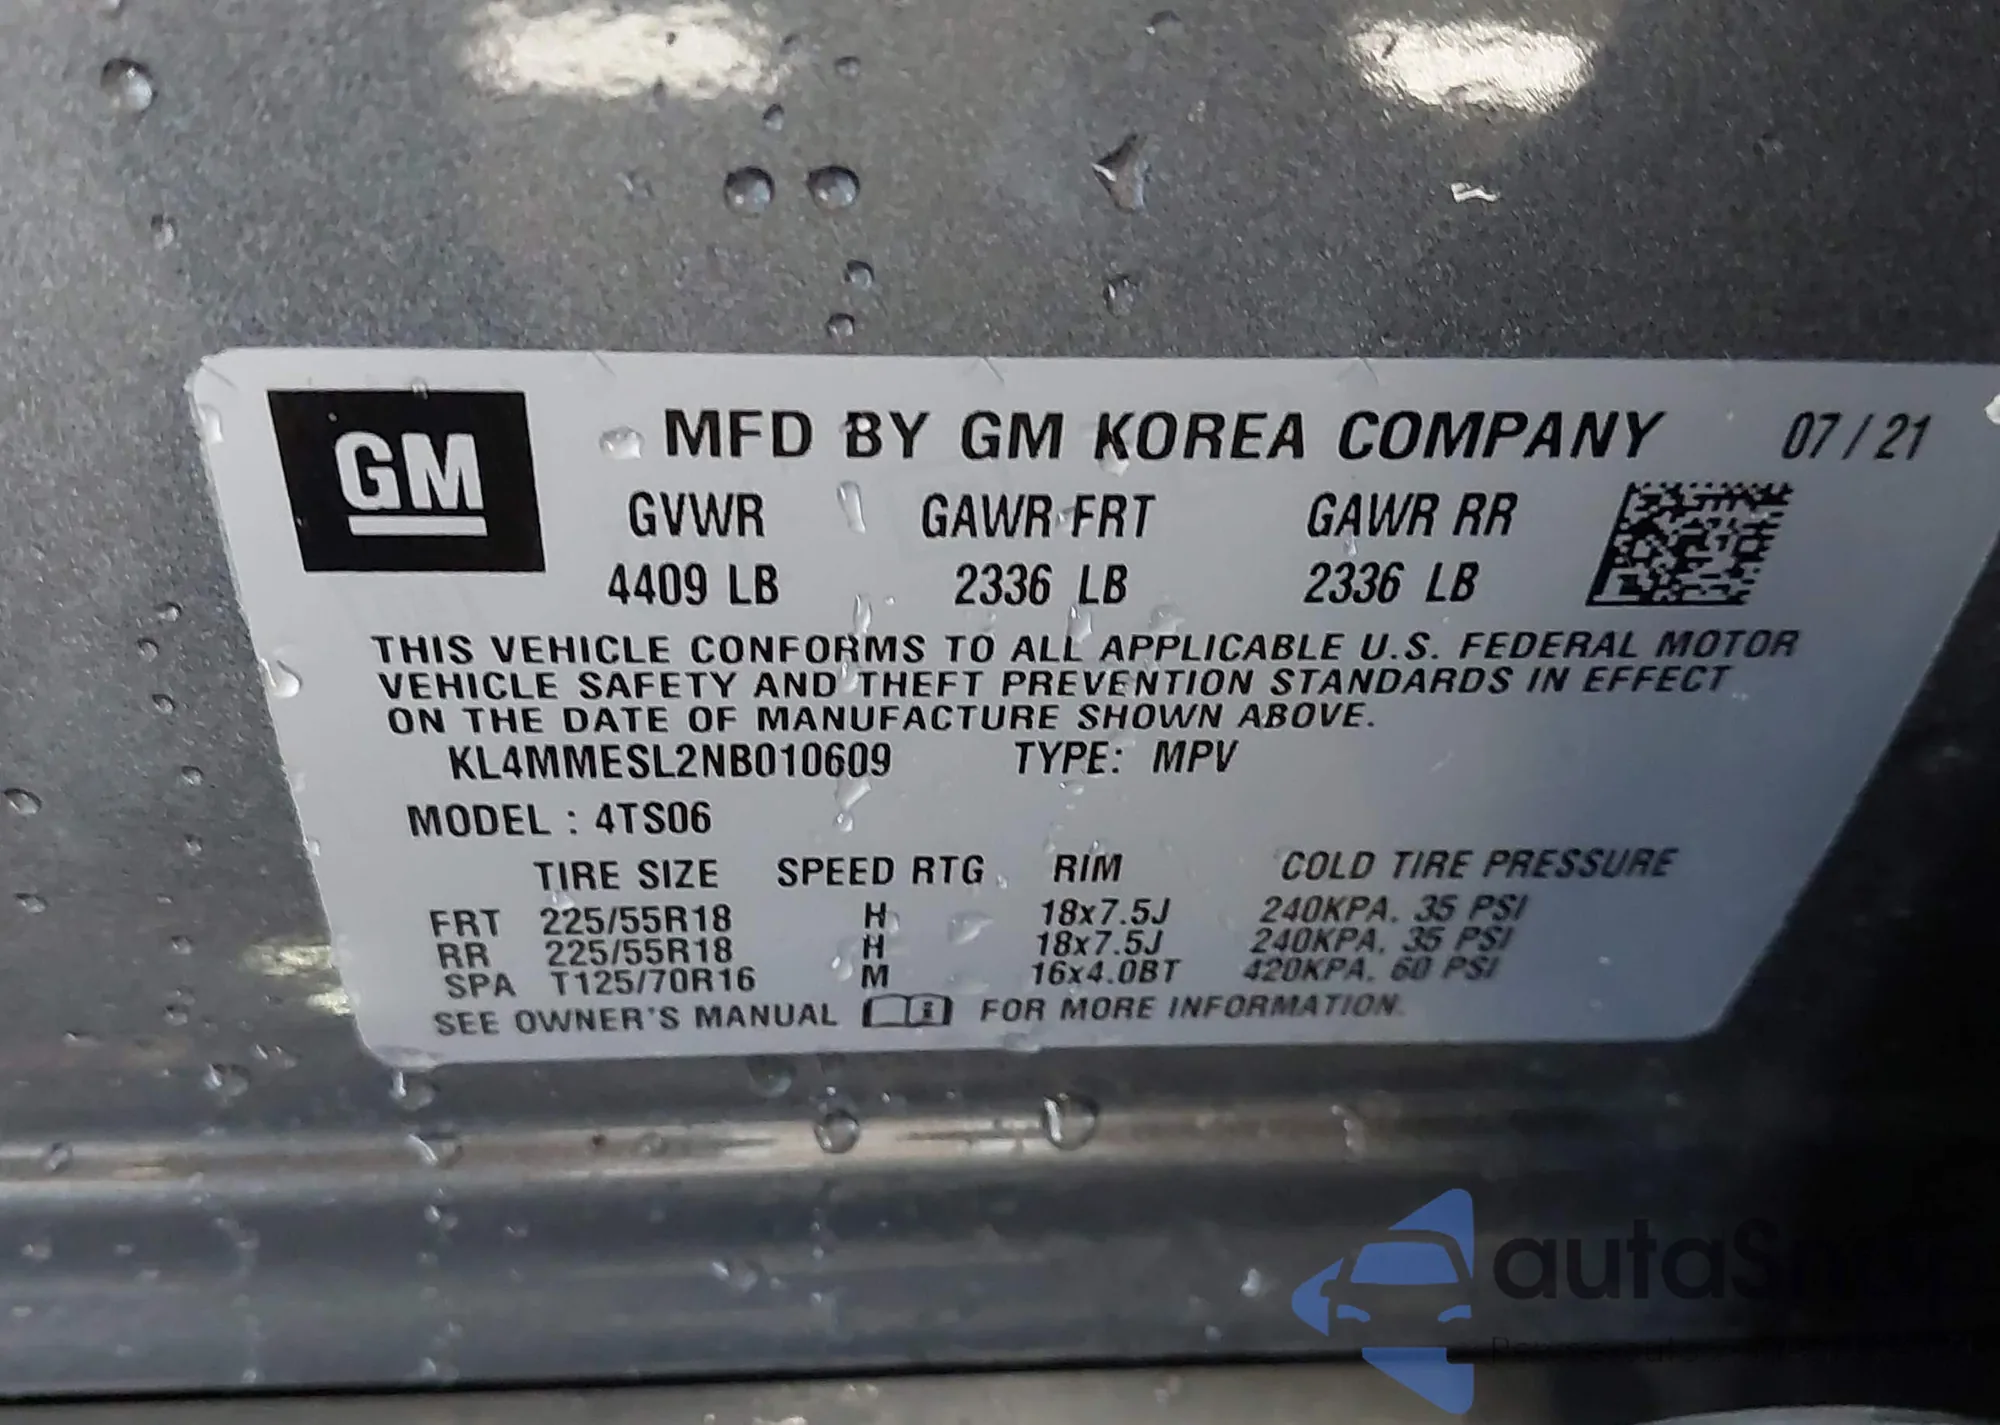 GM
MFD BY GM KOREA COMPANY 07/21
GVWR GAWR FRT GAWR RR
4409 LB 2336 LB 2336 LB
THIS VEHICLE CONFORMS TO ALL APPLICABLE U.S. FEDERAL MOTOR
VEHICLE SAFETY AND THEFT PREVENTION STANDARDS IN EFFECT
ON THE DATE OF MANUFACTURE SHOWN ABOVE.
KL4MMESL2NB010609 TYPE: MPV
MODEL : 4TS06
TIRE SIZE SPEED RTG RIM COLD TIRE PRESSURE
FRT 225/55R18 H 18x7.5J 240KPA. 35 PSI
RR 225/55R18 H 18x7.5J 240KPA. 35 PSI
SPA T125/70R16 M 16x4.0BT 420KPA. 60 PSI
SEE OWNER'S MANUAL i FOR MORE INFORMATION.